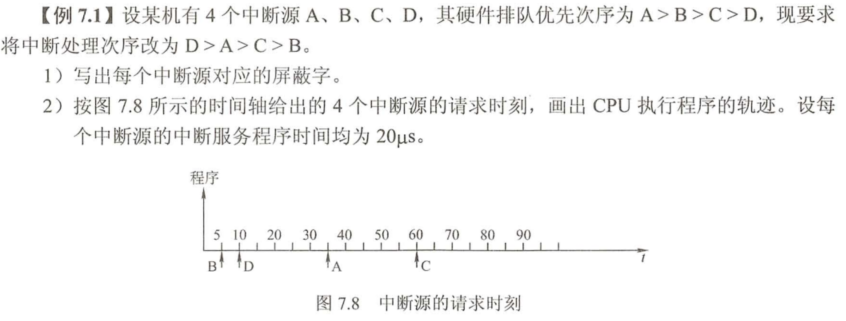 【例 7.1】设某机有 4 个中断源 A、B、C、D，其硬件排队优先次序为 A > B > C > D，现要求
将中断处理次序改为 D > A > C > B。
1）写出每个中断源对应的屏蔽字。
2）按图 7.8 所示的时间轴给出的 4 个中断源的请求时刻，画出 CPU 执行程序的轨迹。设每
个中断源的中断服务程序时间均为 20μs。
程序
5 10 20 30 40 50 60 70 80 90
B D A C t
图 7.8 中断源的请求时刻